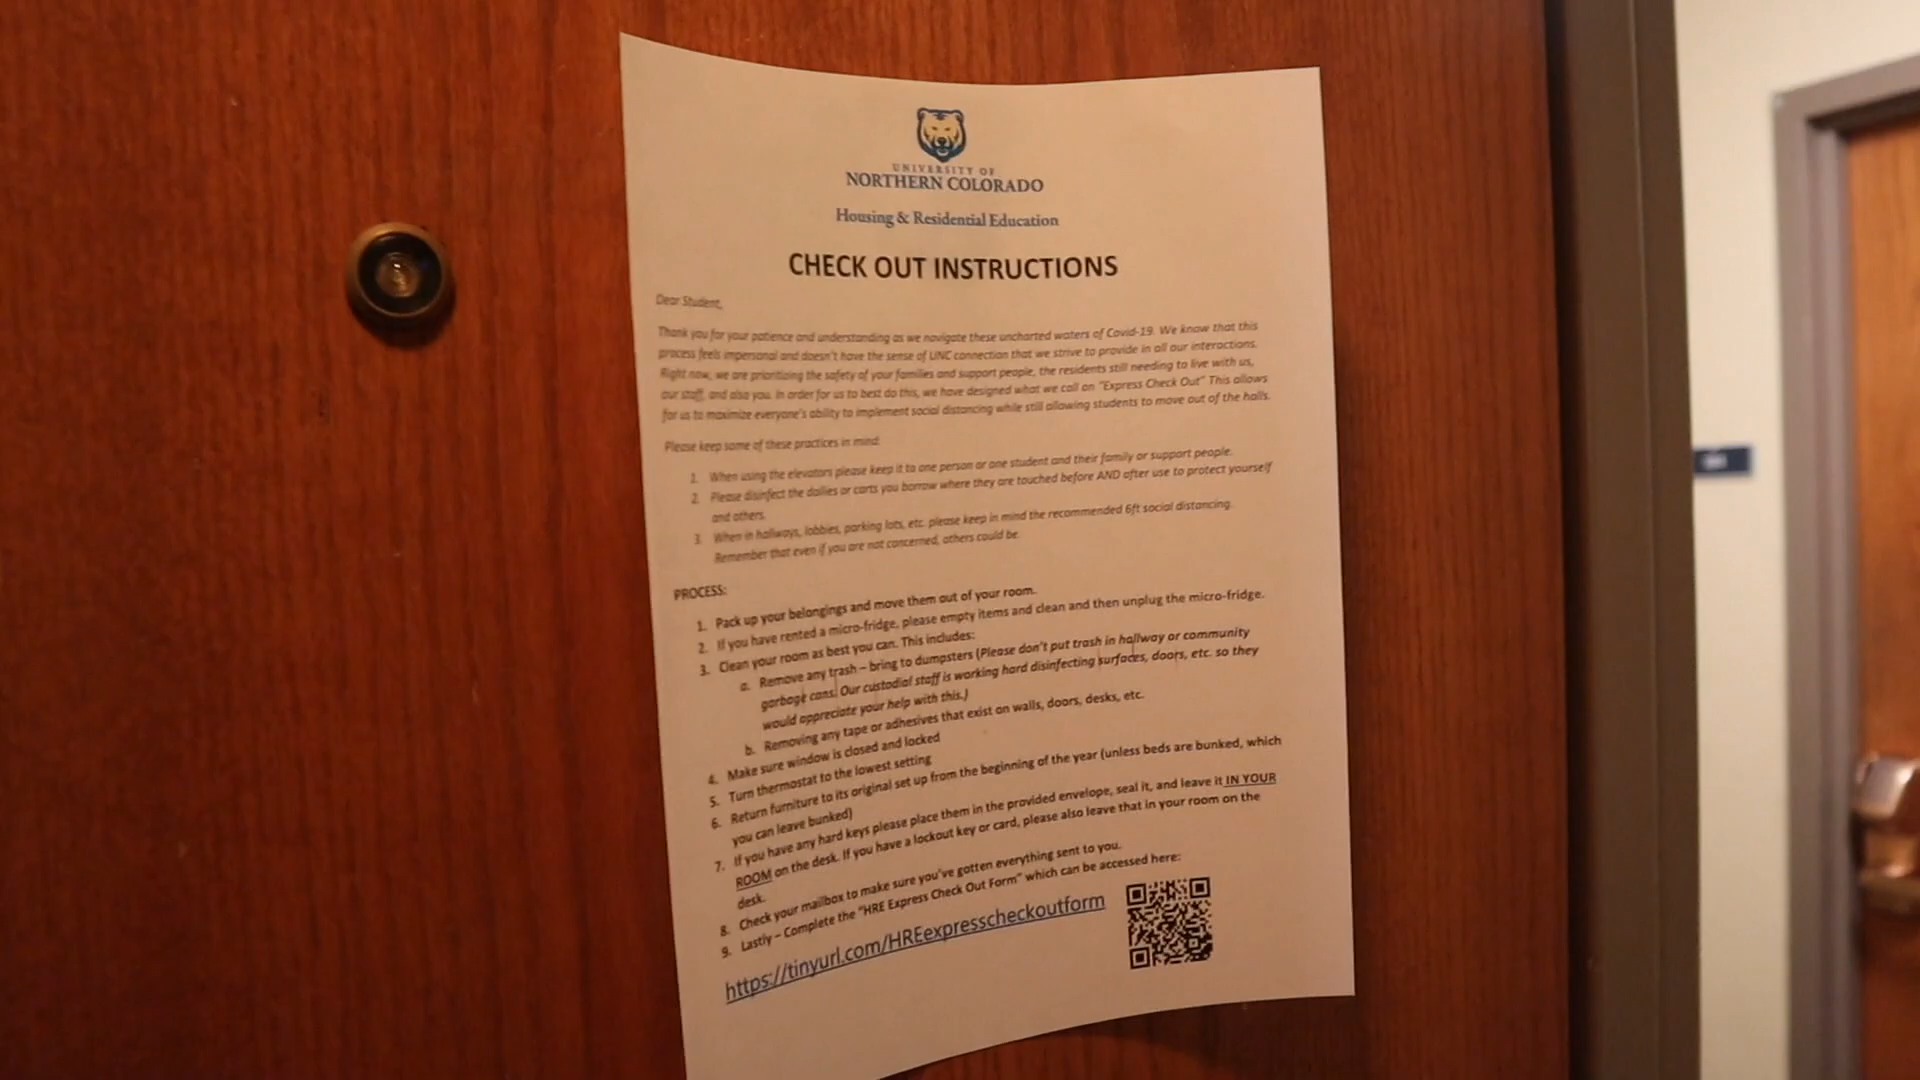 UNIVERSITY OF
NORTHERN COLORADO
Housing & Residential Education
CHECK OUT INSTRUCTIONS
Dear Student,
Thank you for your patience and understanding as we navigate these uncharted waters of Covid-19. We know that this
process feels impersonal and doesn't have the sense of UNC connection that we strive to provide in all our interactions.
Right now, we are prioritizing the safety of your families and support people, the residents still needing to live with us,
our staff, and also you. In order for us to best do this, we have designed what we call an "Express Check Out" This allows
for us to maximize everyone's ability to implement social distancing while still allowing students to move out of the halls.
Please keep some of these practices in mind:
1. When using the elevators please keep it to one person or one student and their family or support people.
2. Please disinfect the dollies or carts you borrow where they are touched before AND after use to protect yourself
and others.
3. When in hallways, lobbies, parking lots, etc. please keep in mind the recommended 6ft social distancing.
Remember that even if you are not concerned, others could be.
PROCESS:
1. Pack up your belongings and move them out of your room.
2. If you have rented a micro-fridge, please empty items and clean and then unplug the micro-fridge.
3. Clean your room as best you can. This includes:
a. Remove any trash – bring to dumpsters (Please don't put trash in hallway or community
garbage cans. Our custodial staff is working hard disinfecting surfaces, doors, etc. so they
would appreciate your help with this.)
b. Removing any tape or adhesives that exist on walls, doors, desks, etc.
4. Make sure window is closed and locked
5. Turn thermostat to the lowest setting
6. Return furniture to its original set up from the beginning of the year (unless beds are bunked, which
you can leave bunked)
7. If you have any hard keys please place them in the provided envelope, seal it, and leave it IN YOUR
ROOM on the desk. If you have a lockout key or card, please also leave that in your room on the
desk.
8. Check your mailbox to make sure you've gotten everything sent to you.
9. Lastly – Complete the "HRE Express Check Out Form" which can be accessed here:
https://tinyurl.com/HREexpresscheckoutform